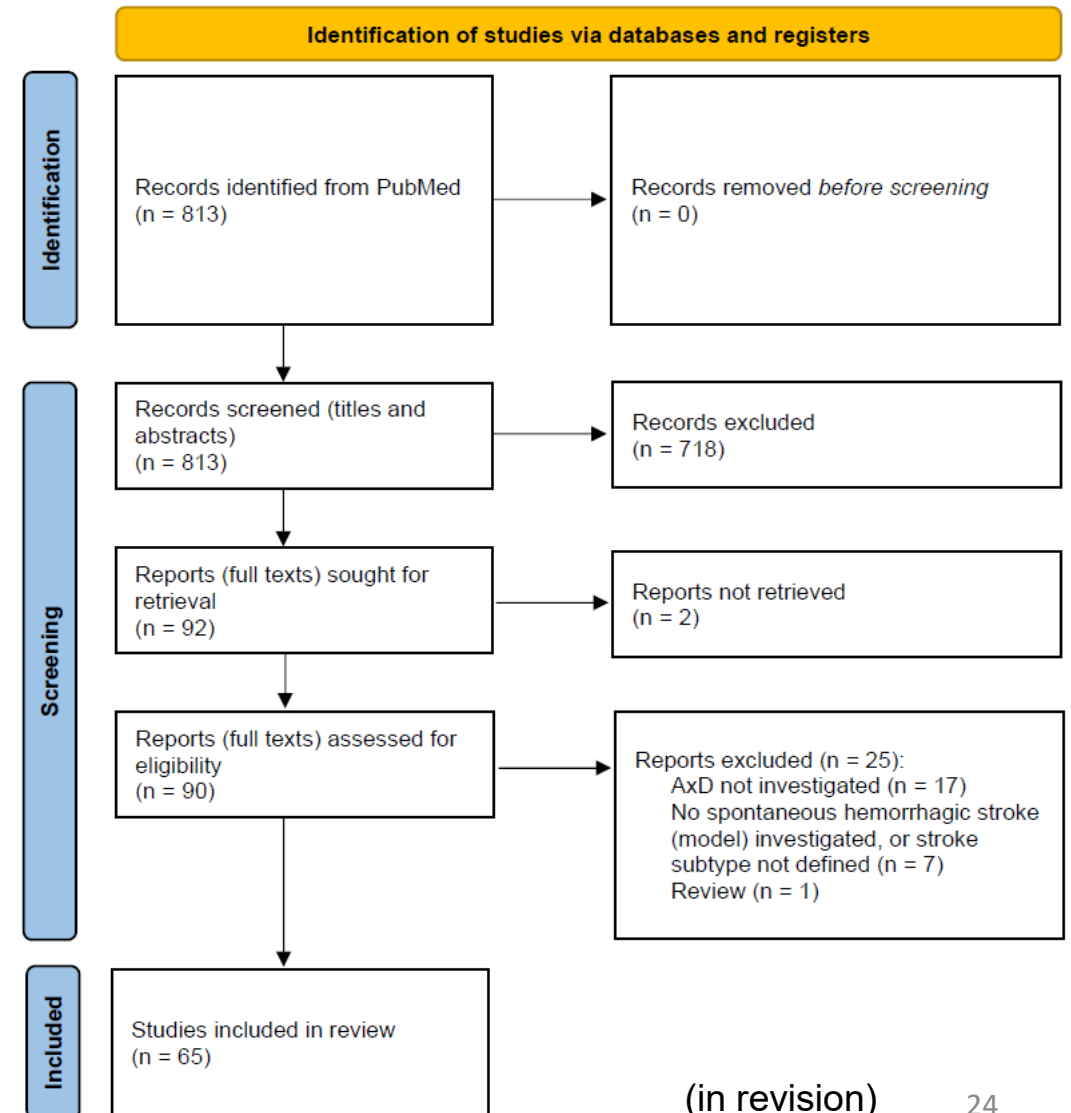 Identification of studies via databases and registers
Identification
Records identified from PubMed
(n = 813)
Records removed before screening
(n = 0)
Screening
Records screened (titles and
abstracts)
(n = 813)
Records excluded
(n = 718)
Reports (full texts) sought for
retrieval
(n = 92)
Reports not retrieved
(n = 2)
Reports (full texts) assessed for
eligibility
(n = 90)
Reports excluded (n = 25):
AxD not investigated (n = 17)
No spontaneous hemorrhagic stroke
(model) investigated, or stroke
subtype not defined (n = 7)
Review (n = 1)
Included
Studies included in review
(n = 65)
(in revision)
24